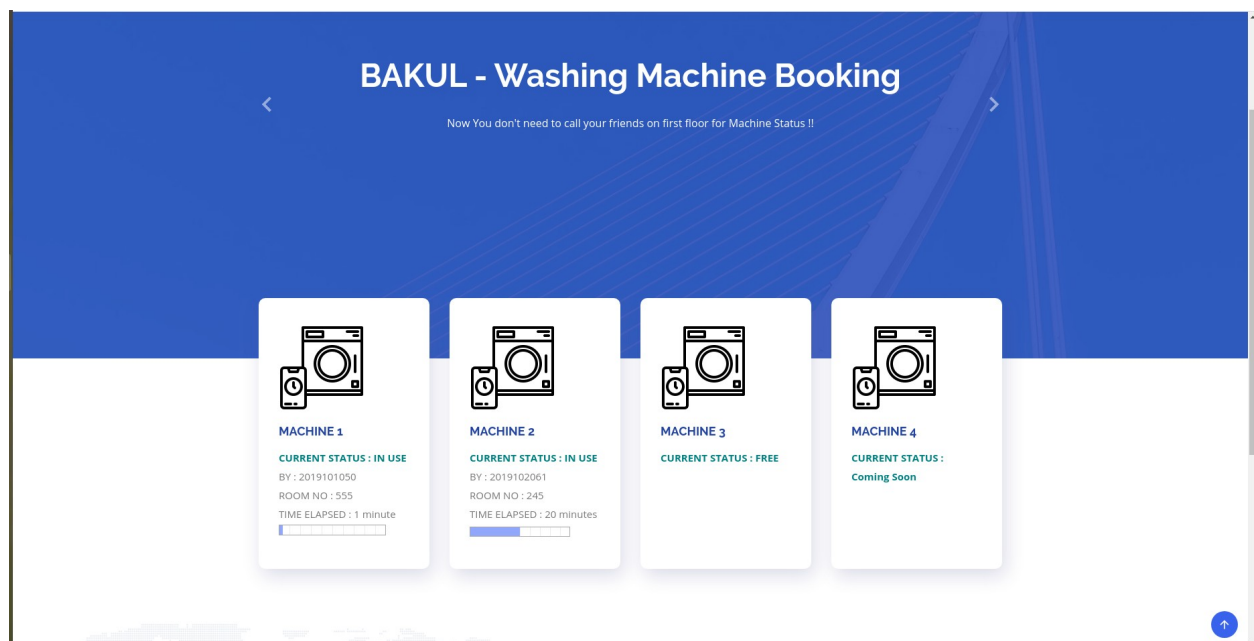 BAKUL - Washing Machine Booking
Now You don't need to call your friends on first floor for Machine Status !!
MACHINE 1
CURRENT STATUS : IN USE
BY : 2019101050
ROOM NO : 555
TIME ELAPSED : 1 minute
MACHINE 2
CURRENT STATUS : IN USE
BY : 2019102061
ROOM NO : 245
TIME ELAPSED : 20 minutes
MACHINE 3
CURRENT STATUS : FREE
MACHINE 4
CURRENT STATUS :
Coming Soon